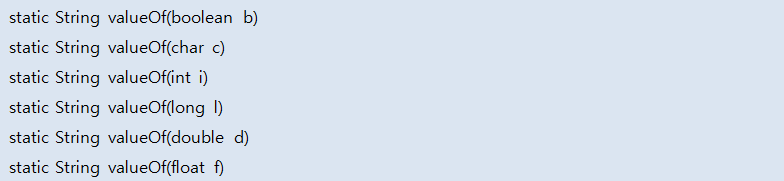 static String valueOf(boolean b)
static String valueOf(char c)
static String valueOf(int i)
static String valueOf(long l)
static String valueOf(double d)
static String valueOf(float f)